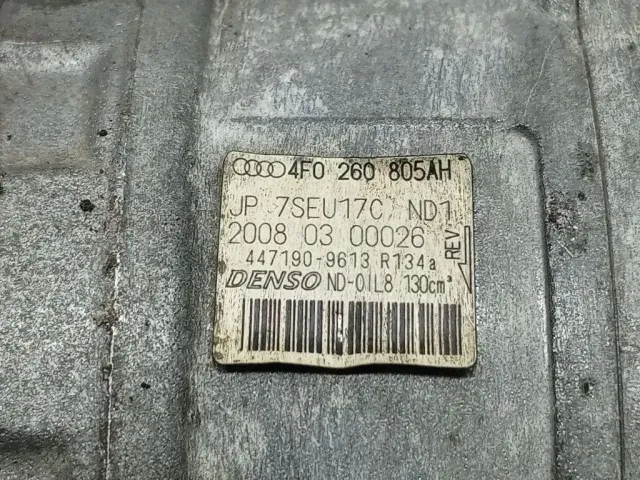 4F0 260 805AH
JP 7SEU17C ND1
2008 03 00026
REV
447190-9613 R134a
DENSO ND-OIL8 130cm³